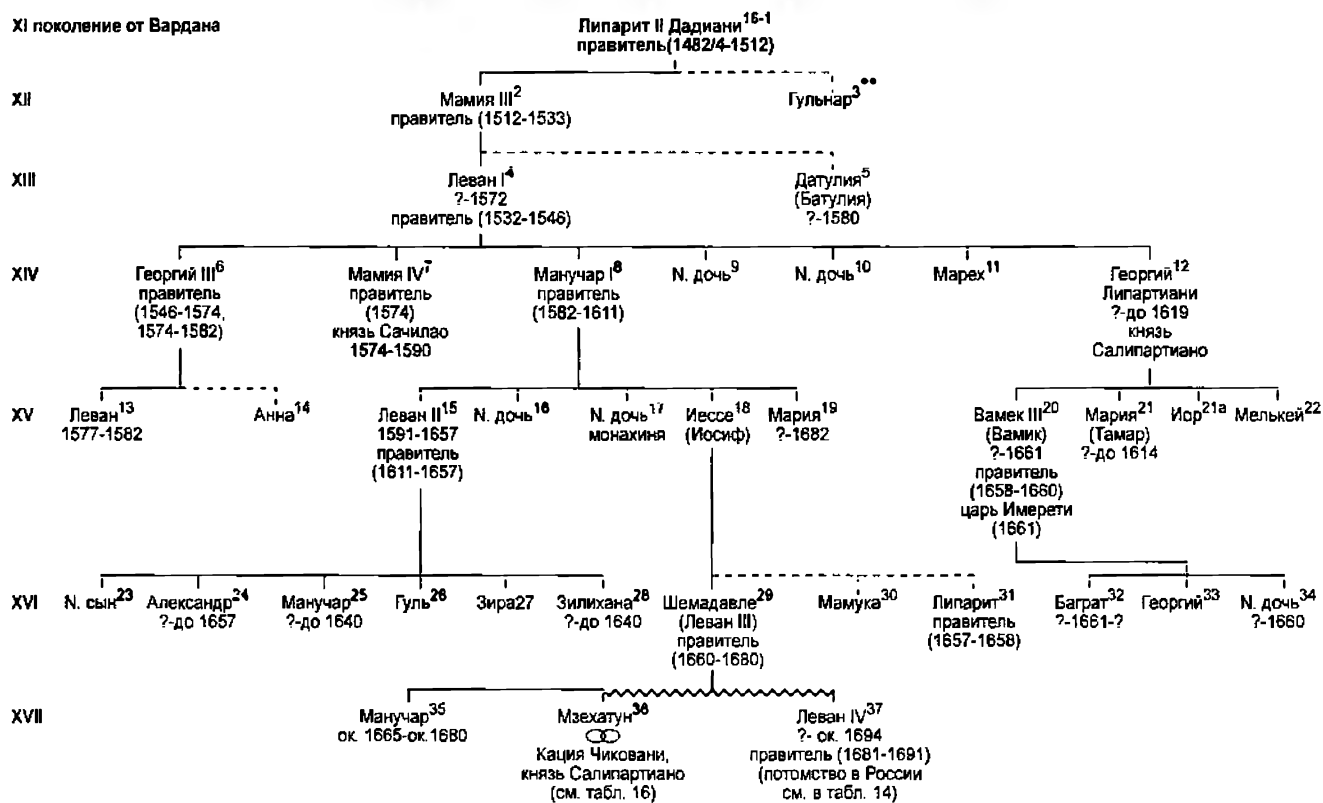 XI поколение от Вардана
Липарит II Дадиани16-1
правитель(1482/4-1512)
XII
Мамия III2
правитель (1512-1533)
Гульнар3••
XIII
Леван I4
?-1572
правитель (1532-1546)
Датулия5
(Батулия)
?-1580
XIV
Георгий III6
правитель
(1546-1574,
1574-1582)
Мамия IV7
правитель
(1574)
князь Сачилао
1574-1590
Манучар I8
правитель
(1582-1611)
N. дочь9
N. дочь10
Марех11
Георгий12
Липартиани
?-до 1619
князь
Салипартиано
XV
Леван13
1577-1582
Анна14
Леван II15
1591-1657
правитель
(1611-1657)
N. дочь16
N. дочь17
монахиня
Иессе18
(Иосиф)
Мария19
?-1682
Вамек III20
(Вамик)
?-1661
правитель
(1658-1660)
царь Имерети
(1661)
Мария21
(Тамар)
?-до 1614
Иор21а
Мелькей22
XVI
N. сын23
Александр24
?-до 1657
Манучар25
?-до 1640
Гуль26
Зира27
Зилихана28
?-до 1640
Шемадавле29
(Леван III)
правитель
(1660-1680)
Мамука30
Липарит31
правитель
(1657-1658)
Баграт32
?-1661-?
Георгий33
N. дочь34
?-1660
XVII
Манучар35
ок. 1665-ок.1680
Мзехатун36
Кация Чиковани,
князь Салипартиано
(см. табл. 16)
Леван IV37
?- ок. 1694
правитель (1681-1691)
(потомство в России
см. в табл. 14)